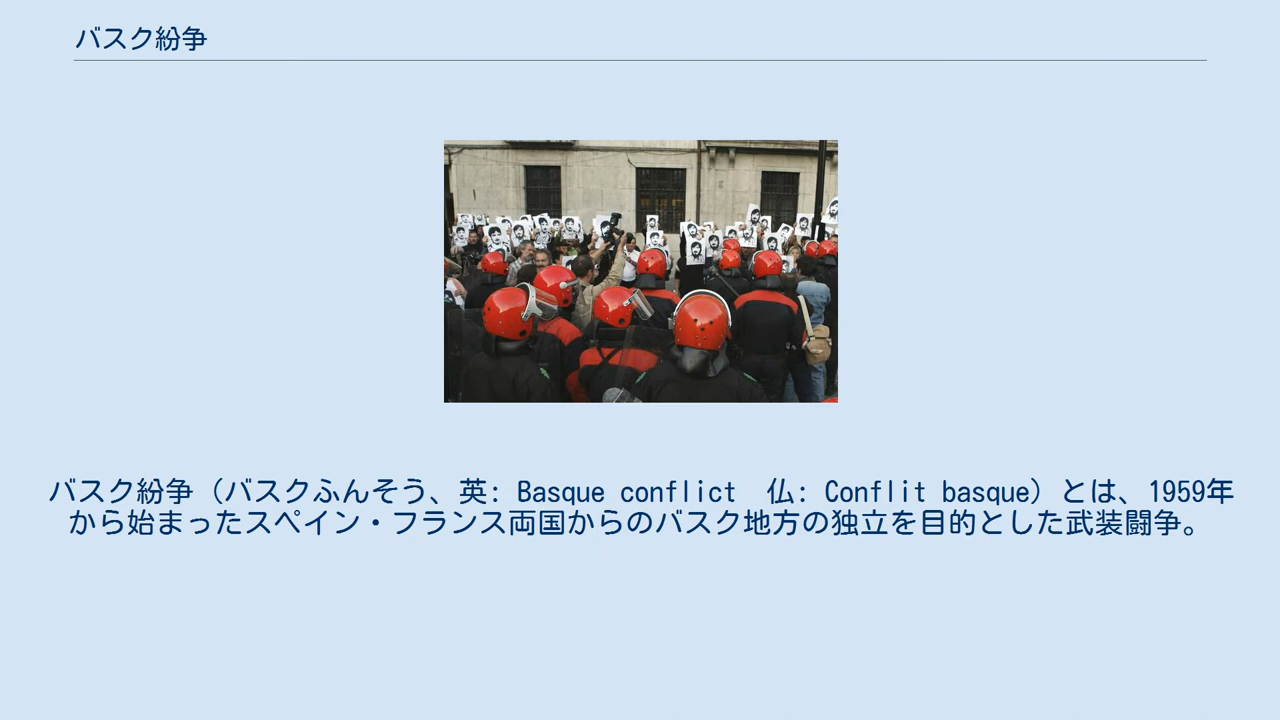 バスク紛争
バスク紛争（バスクふんそう、英: Basque conflict　仏: Conflit basque）とは、1959年
から始まったスペイン・フランス両国からのバスク地方の独立を目的とした武装闘争。